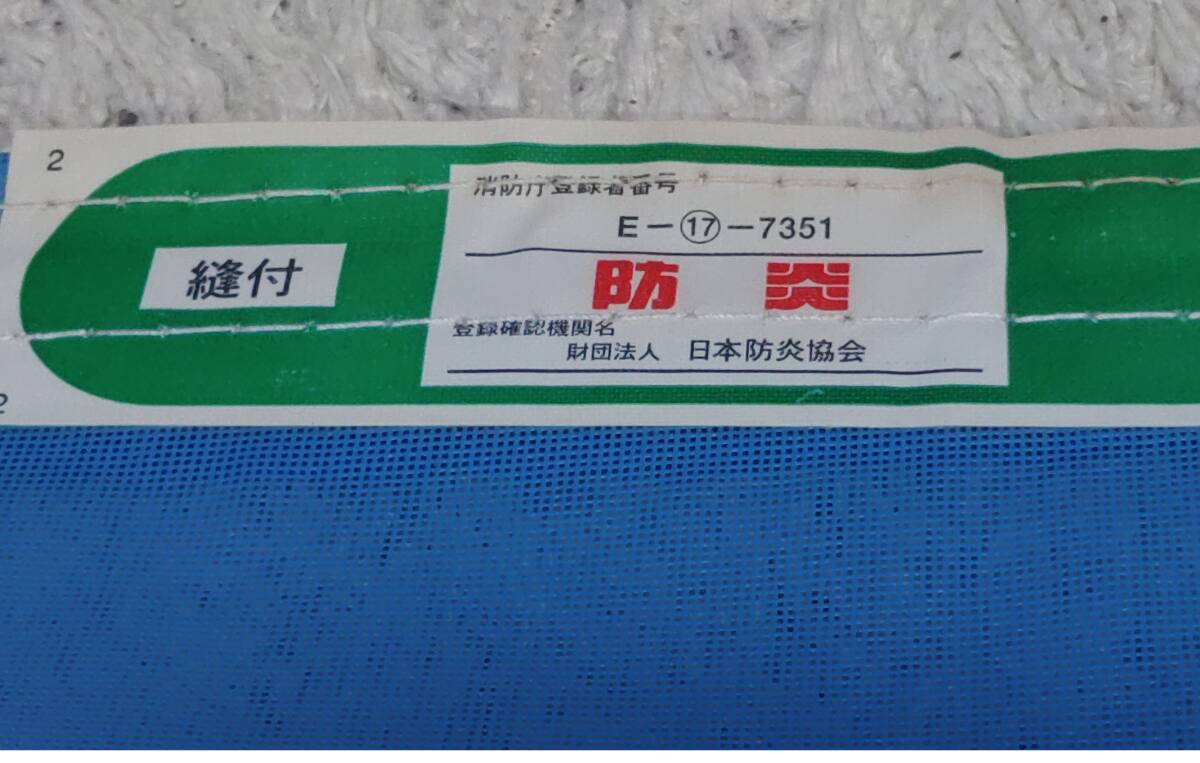 2
縫付
消防庁登録者番号
E-⑰-7351
防炎
登録確認機関名
財団法人 日本防炎協会
2